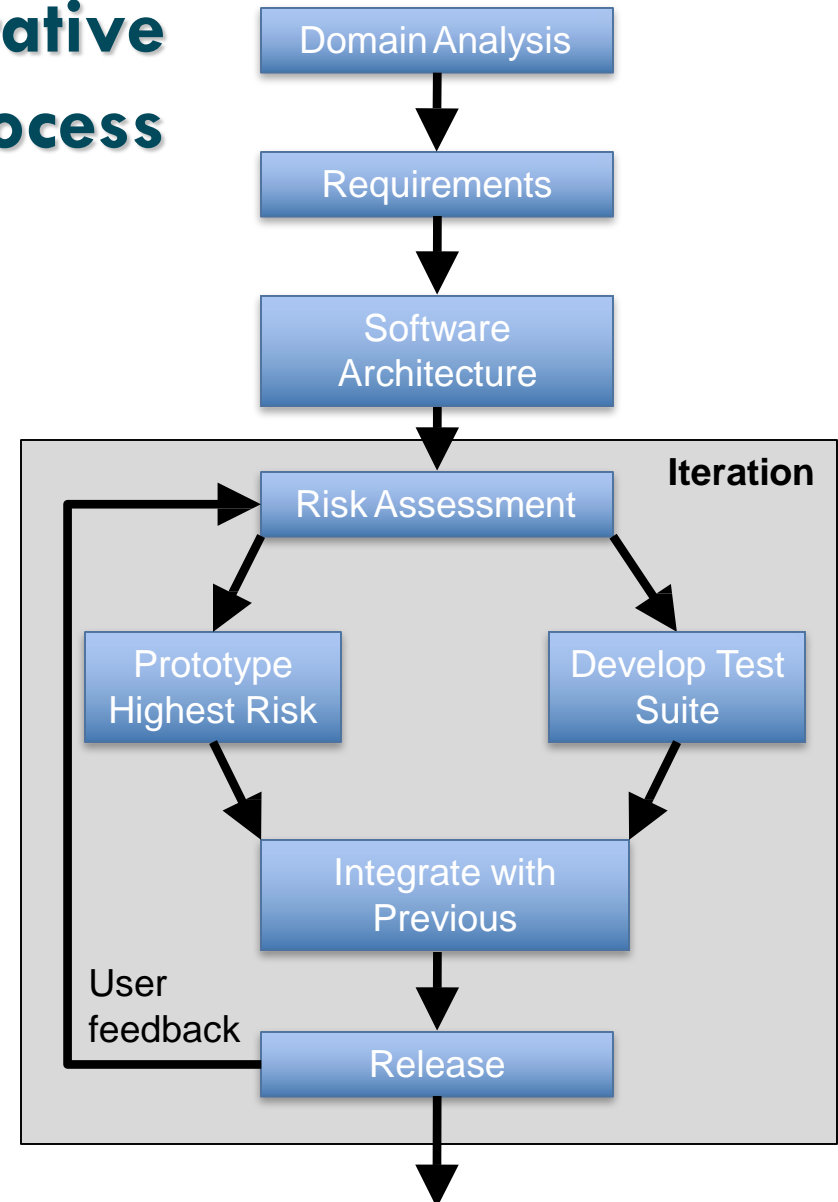 rative
ocess
Domain Analysis
Requirements
Software
Architecture
Iteration
Risk Assessment
Prototype
Highest Risk
Develop Test
Suite
Integrate with
Previous
User
feedback
Release